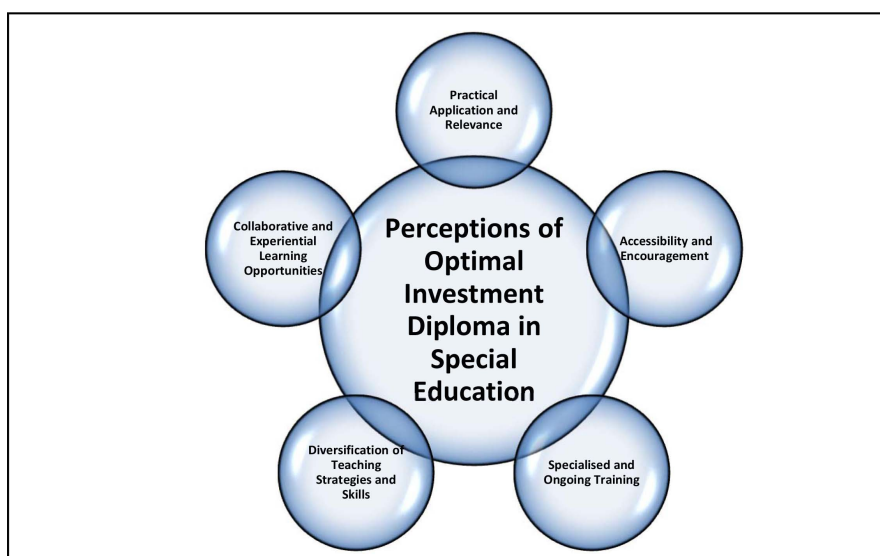 Practical
Application and
Relevance
Collaborative and
Experiential
Learning
Opportunities
Perceptions of
Optimal
Investment
Diploma in
Special
Education
Accessibility and
Encouragement
Diversification of
Teaching
Strategies and
Skills
Specialised and
Ongoing Training